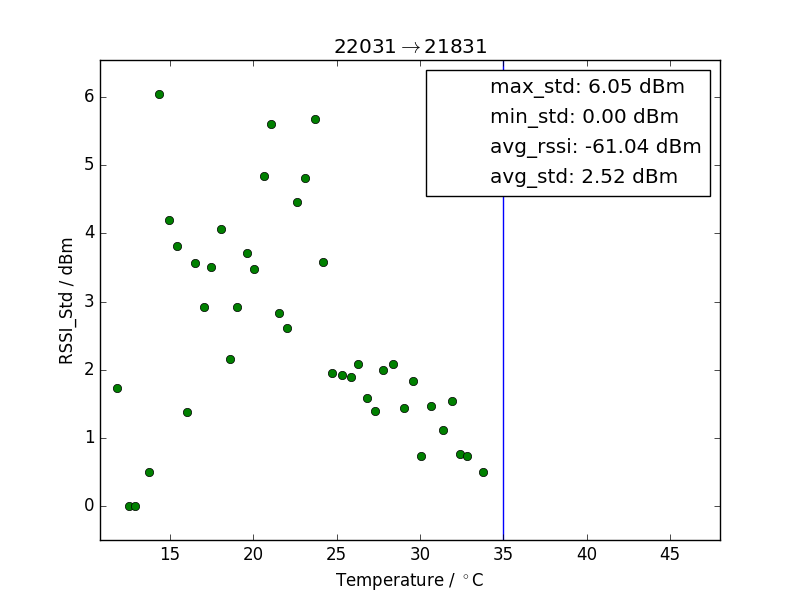 22031→21831
max_std: 6.05 dBm
min_std: 0.00 dBm
avg_rssi: -61.04 dBm
avg_std: 2.52 dBm
RSSI_Std / dBm
6
5
4
3
2
1
0
15 20 25 30 35 40 45
Temperature / °C